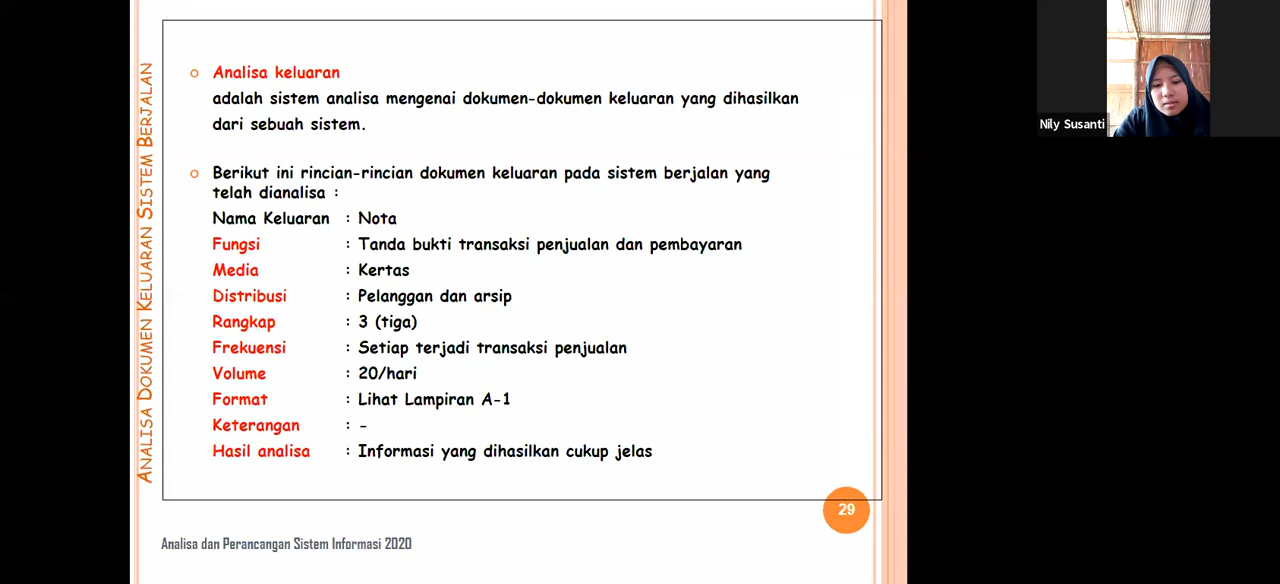 ANALISA DOKUMEN KELUARAN SISTEM BERJALAN
Analisa keluaran
adalah sistem analisa mengenai dokumen-dokumen keluaran yang dihasilkan
dari sebuah sistem.
Berikut ini rincian-rincian dokumen keluaran pada sistem berjalan yang
telah dianalisa :
Nama Keluaran : Nota
Fungsi : Tanda bukti transaksi penjualan dan pembayaran
Media : Kertas
Distribusi : Pelanggan dan arsip
Rangkap : 3 (tiga)
Frekuensi : Setiap terjadi transaksi penjualan
Volume : 20/hari
Format : Lihat Lampiran A-1
Keterangan : -
Hasil analisa : Informasi yang dihasilkan cukup jelas
29
Analisa dan Perancangan Sistem Informasi 2020
Nily Susanti